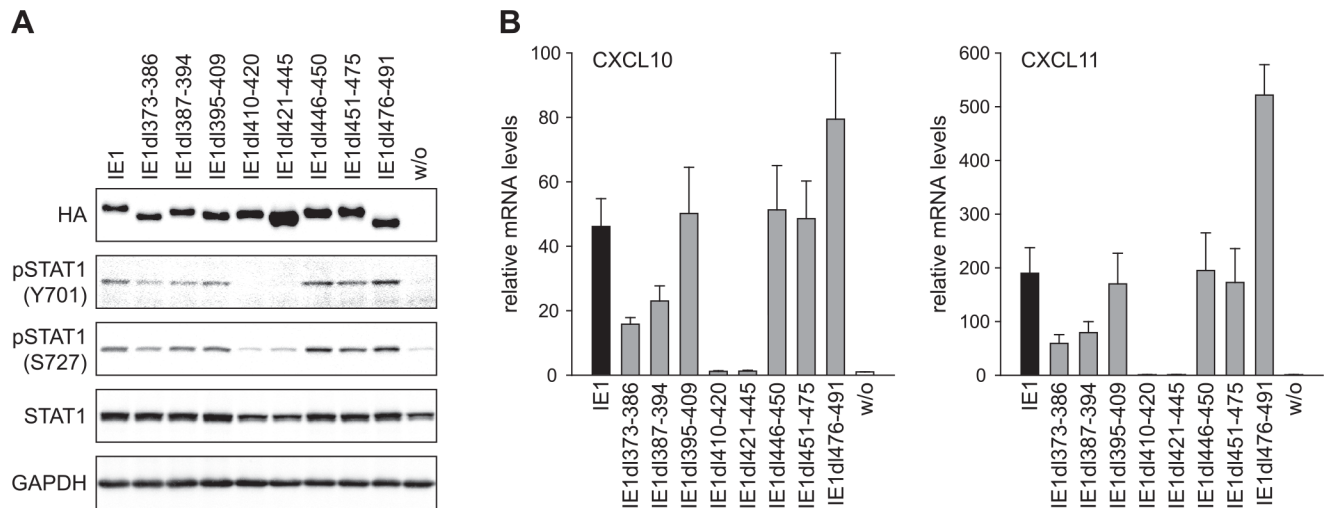 A
IE1
IE1dl373-386
IE1dl387-394
IE1dl395-409
IE1dl410-420
IE1dl421-445
IE1dl446-450
IE1dl451-475
IE1dl476-491
w/o
HA
pSTAT1
(Y701)
pSTAT1
(S727)
STAT1
GAPDH
B
CXCL10
relative mRNA levels
100
80
60
40
20
0
IE1
IE1dl373-386
IE1dl387-394
IE1dl395-409
IE1dl410-420
IE1dl421-445
IE1dl446-450
IE1dl451-475
IE1dl476-491
w/o
CXCL11
relative mRNA levels
600
500
400
300
200
100
0
IE1
IE1dl373-386
IE1dl387-394
IE1dl395-409
IE1dl410-420
IE1dl421-445
IE1dl446-450
IE1dl451-475
IE1dl476-491
w/o